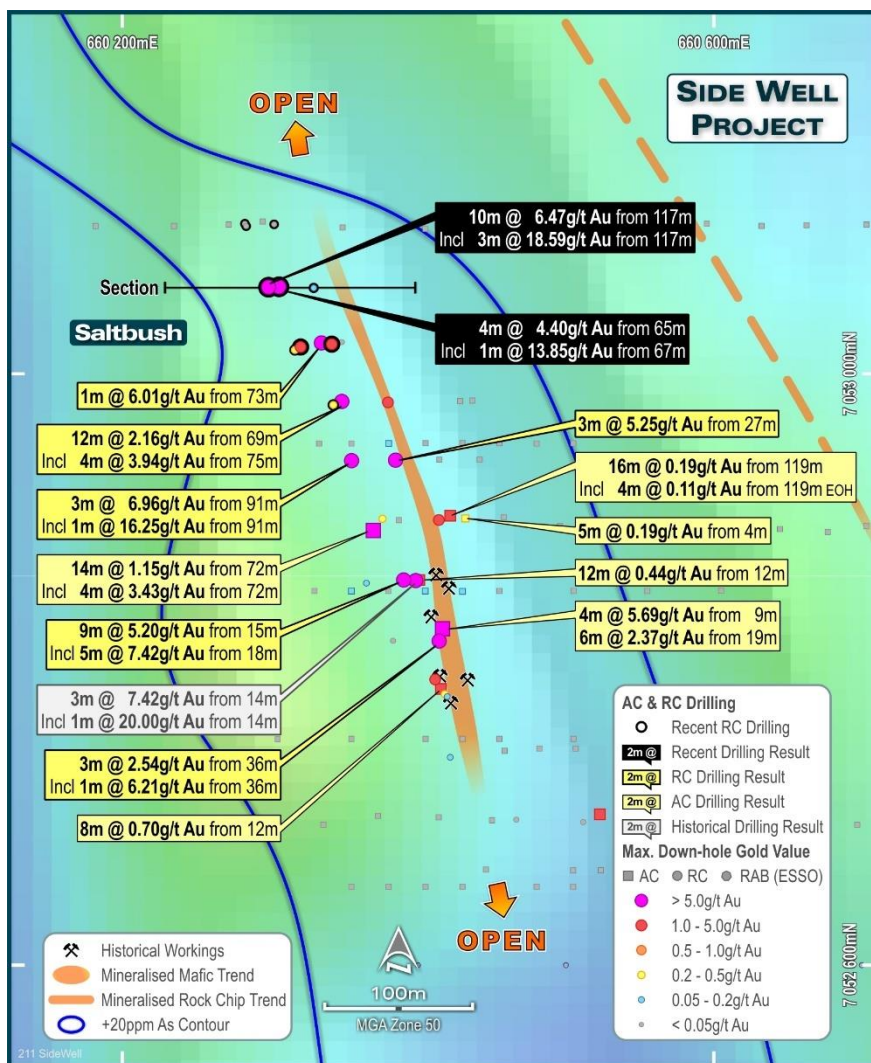 660 200mE
660 600mE
SIDE WELL
PROJECT
OPEN
10m @ 6.47g/t Au from 117m
Incl 3m @ 18.59g/t Au from 117m
Section
Saltbush
4m @ 4.40g/t Au from 65m
Incl 1m @ 13.85g/t Au from 67m
7 053 000mN
1m @ 6.01g/t Au from 73m
12m @ 2.16g/t Au from 69m
Incl 4m @ 3.94g/t Au from 75m
3m @ 6.96g/t Au from 91m
Incl 1m @ 16.25g/t Au from 91m
14m @ 1.15g/t Au from 72m
Incl 4m @ 3.43g/t Au from 72m
9m @ 5.20g/t Au from 15m
Incl 5m @ 7.42g/t Au from 18m
3m @ 7.42g/t Au from 14m
Incl 1m @ 20.00g/t Au from 14m
3m @ 2.54g/t Au from 36m
Incl 1m @ 6.21g/t Au from 36m
8m @ 0.70g/t Au from 12m
3m @ 5.25g/t Au from 27m
16m @ 0.19g/t Au from 119m
Incl 4m @ 0.11g/t Au from 119m EOH
5m @ 0.19g/t Au from 4m
12m @ 0.44g/t Au from 12m
4m @ 5.69g/t Au from 9m
6m @ 2.37g/t Au from 19m
AC & RC Drilling
Recent RC Drilling
2m @ Recent Drilling Result
2m @ RC Drilling Result
2m @ AC Drilling Result
2m @ Historical Drilling Result
Max. Down-hole Gold Value
AC RC RAB (ESSO)
> 5.0g/t Au
1.0 - 5.0g/t Au
0.5 - 1.0g/t Au
0.2 - 0.5g/t Au
0.05 - 0.2g/t Au
< 0.05g/t Au
OPEN
7 052 600mN
Historical Workings
Mineralised Mafic Trend
Mineralised Rock Chip Trend
+20ppm As Contour
100m
MGA Zone 50
211 SideWell